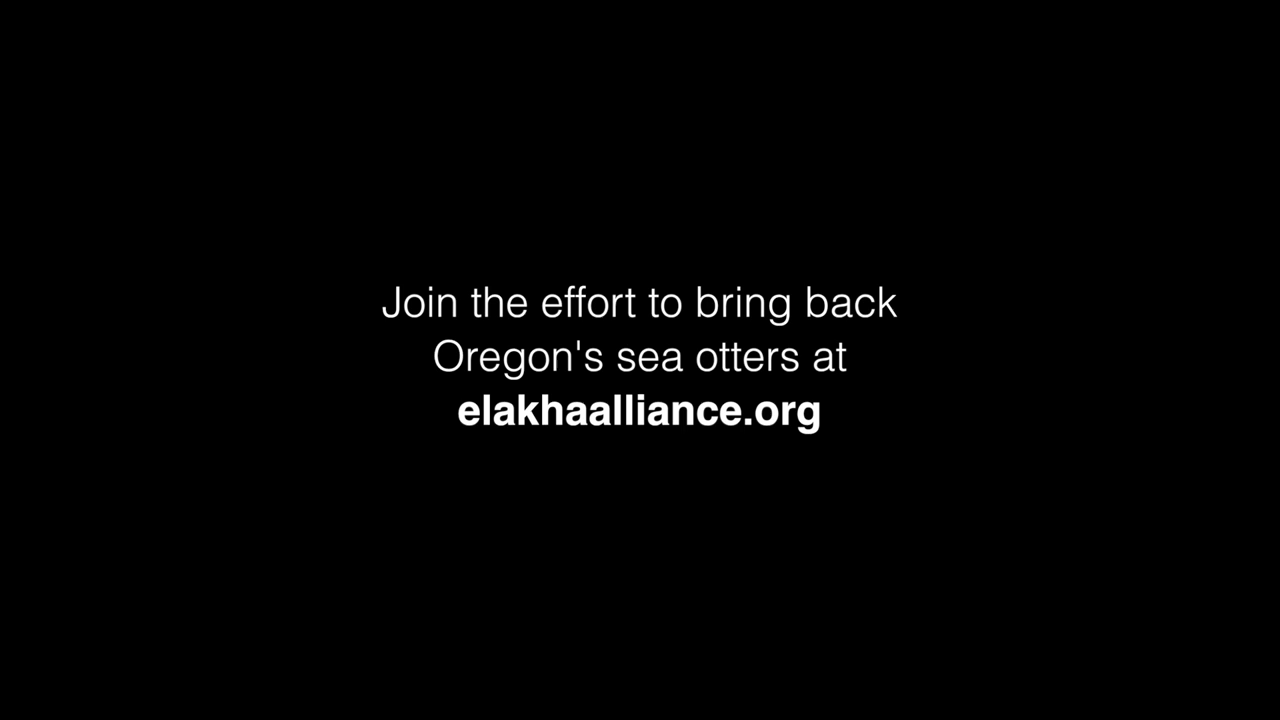 Join the effort to bring back
Oregon's sea otters at
elakhaalliance.org